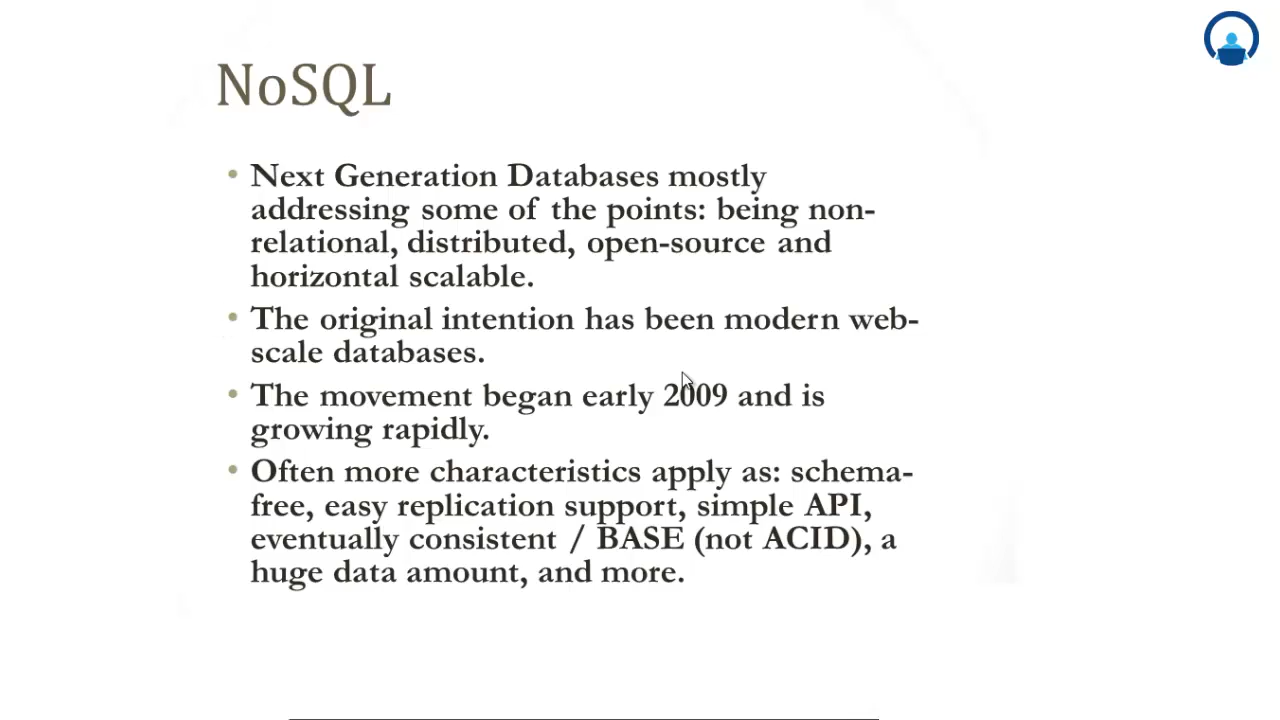 NoSQL
• Next Generation Databases mostly
addressing some of the points: being non-
relational, distributed, open-source and
horizontal scalable.
• The original intention has been modern web-
scale databases.
• The movement began early 2009 and is
growing rapidly.
• Often more characteristics apply as: schema-
free, easy replication support, simple API,
eventually consistent / BASE (not ACID), a
huge data amount, and more.